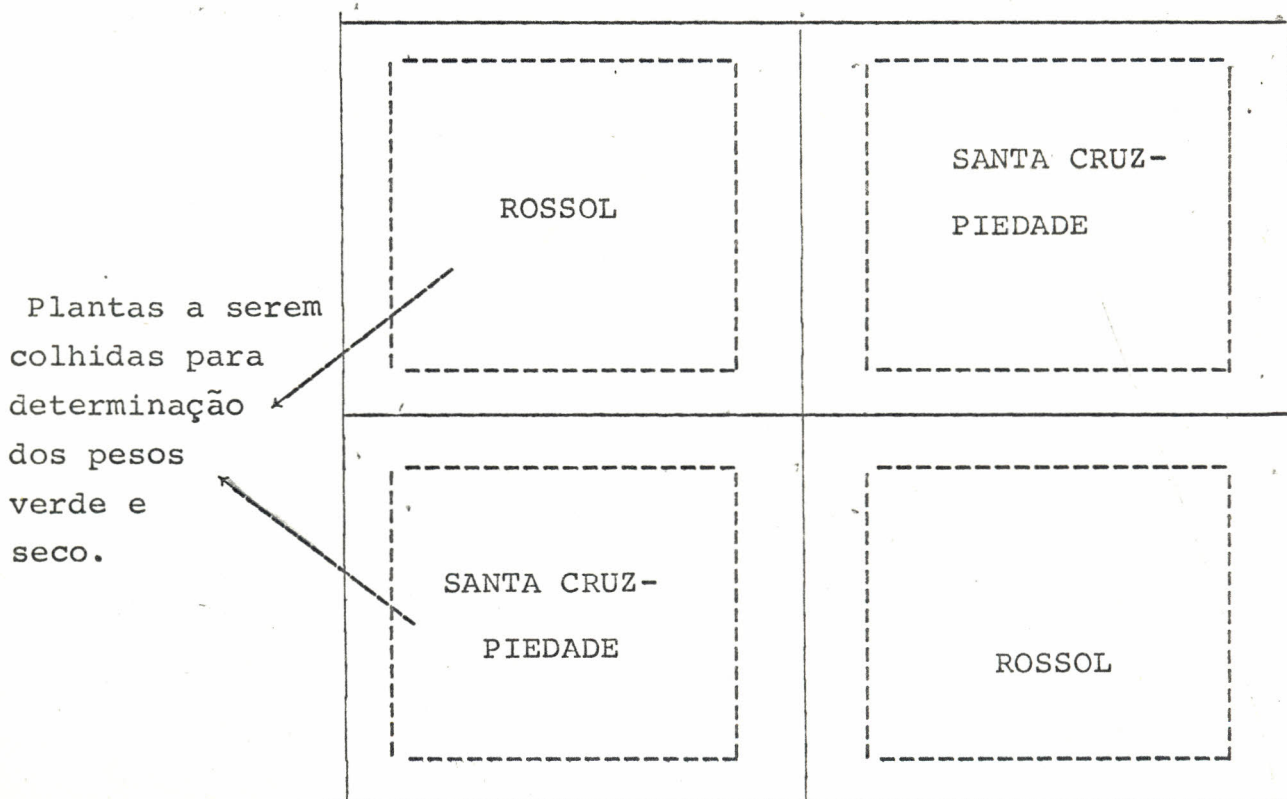 ROSSOL
SANTA CRUZ-
PIEDADE
Plantas a serem
colhidas para
determinação
dos pesos
verde e
seco.
SANTA CRUZ-
PIEDADE
ROSSOL